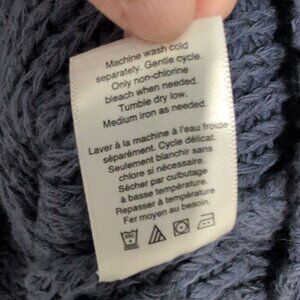 Machine wash cold
separately. Gentle cycle.
Only non-chlorine
bleach when needed.
Tumble dry low.
Medium iron as needed.
Laver à la machine à l'eau froide
séparément. Cycle délicat.
Seulement blanchir sans
chlore si nécessaire.
Sécher par culbutage
à basse température.
Repasser à température
Fer moyen au besoin.